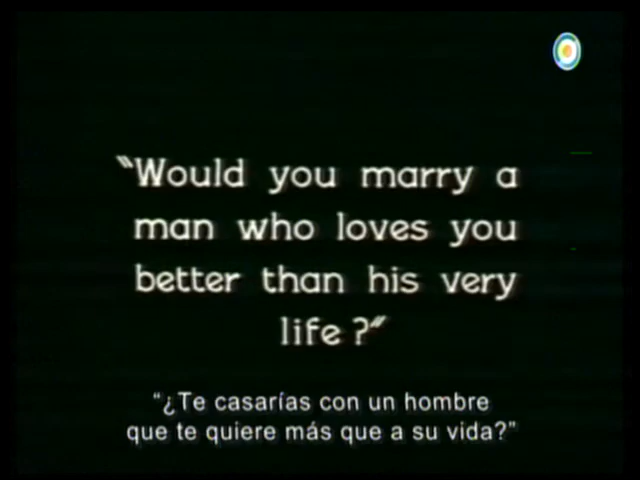 “Would you marry a
man who loves you
better than his very
life?”
“¿Te casarías con un hombre
que te quiere más que a su vida?”